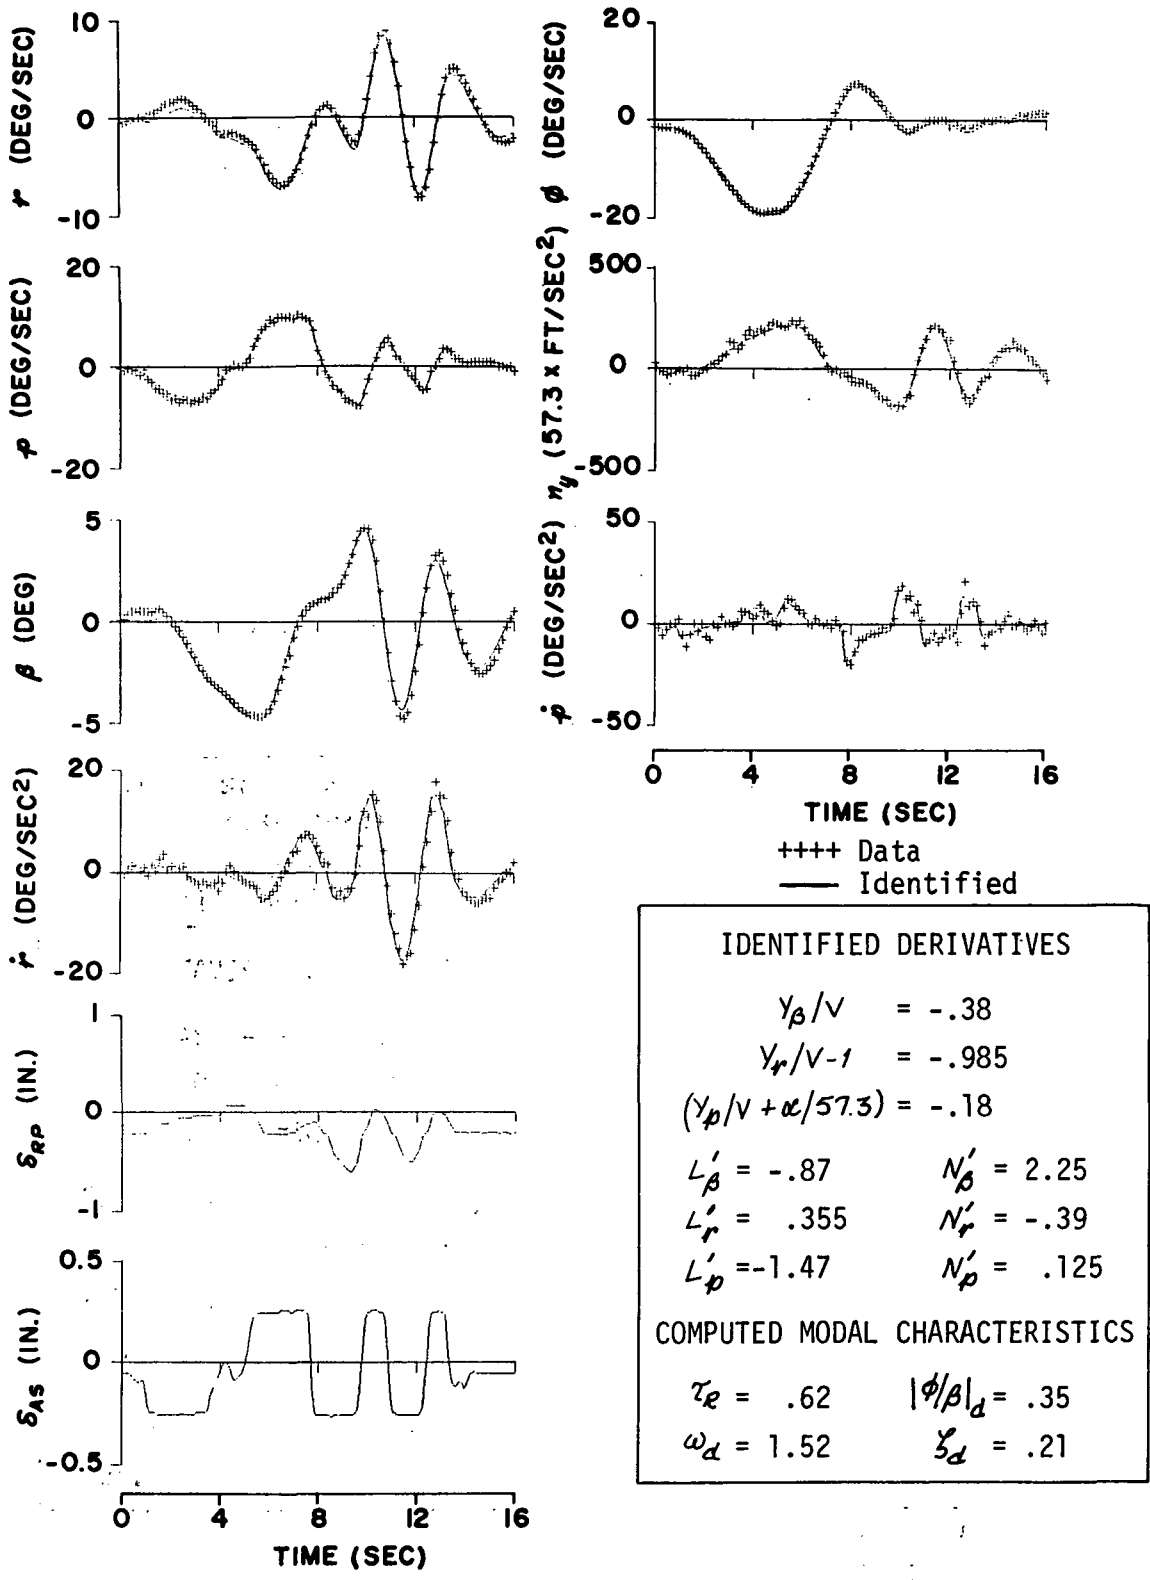 r (DEG/SEC)
10
0
-10
p (DEG/SEC)
20
0
-20
β (DEG)
5
0
-5
ṙ (DEG/SEC²)
20
0
-20
δRP (IN.)
1
0
-1
δAS (IN.)
0.5
0
-0.5
0 4 8 12 16
TIME (SEC)
ϕ (DEG/SEC)
20
0
-20
n_y (57.3 x FT/SEC²)
500
0
-500
ṗ (DEG/SEC²)
50
0
-50
0 4 8 12 16
TIME (SEC)
++++ Data
—— Identified
IDENTIFIED DERIVATIVES
Yβ/V = -.38
Yr/V-1 = -.985
(Yp/V + α/57.3) = -.18
L'β = -.87 N'β = 2.25
L'r = .355 N'r = -.39
L'p =-1.47 N'p = .125
COMPUTED MODAL CHARACTERISTICS
τR = .62 |ϕ/β|d = .35
ωd = 1.52 ζd = .21